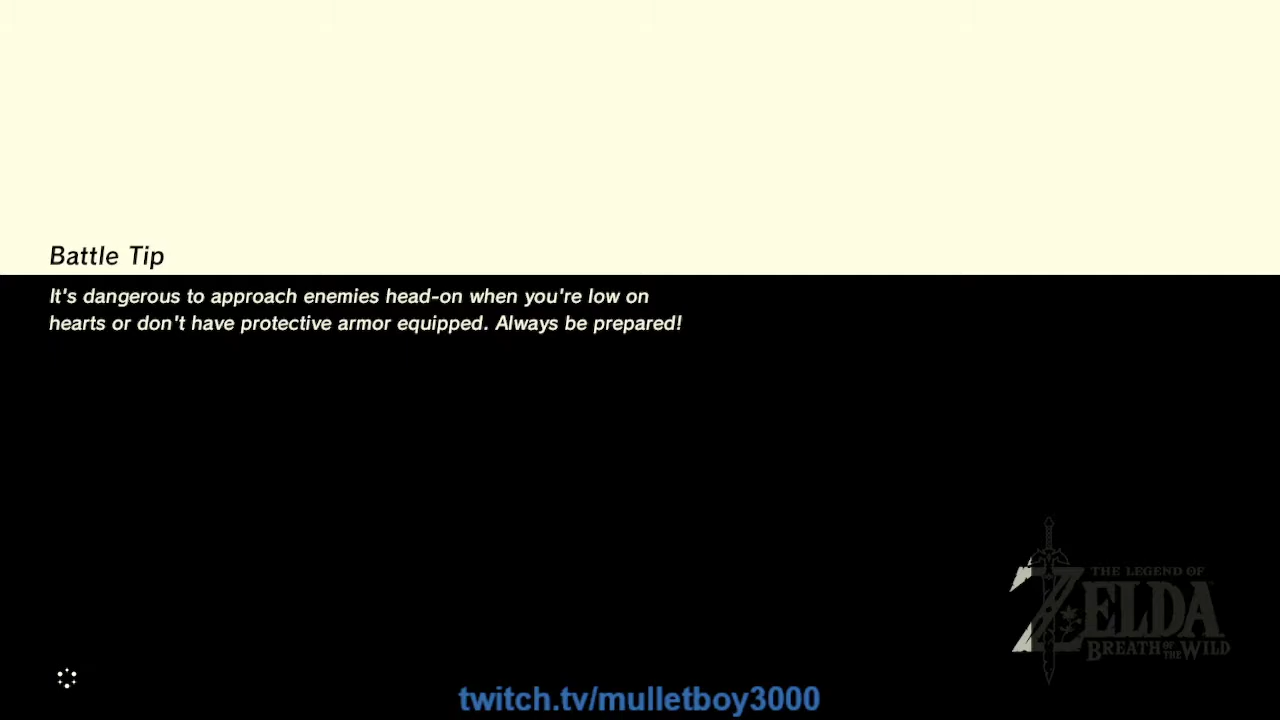 Battle Tip
It's dangerous to approach enemies head-on when you're low on
hearts or don't have protective armor equipped. Always be prepared!
THE LEGEND OF
ZELDA
BREATH OF THE WILD
twitch.tv/mulletboy3000